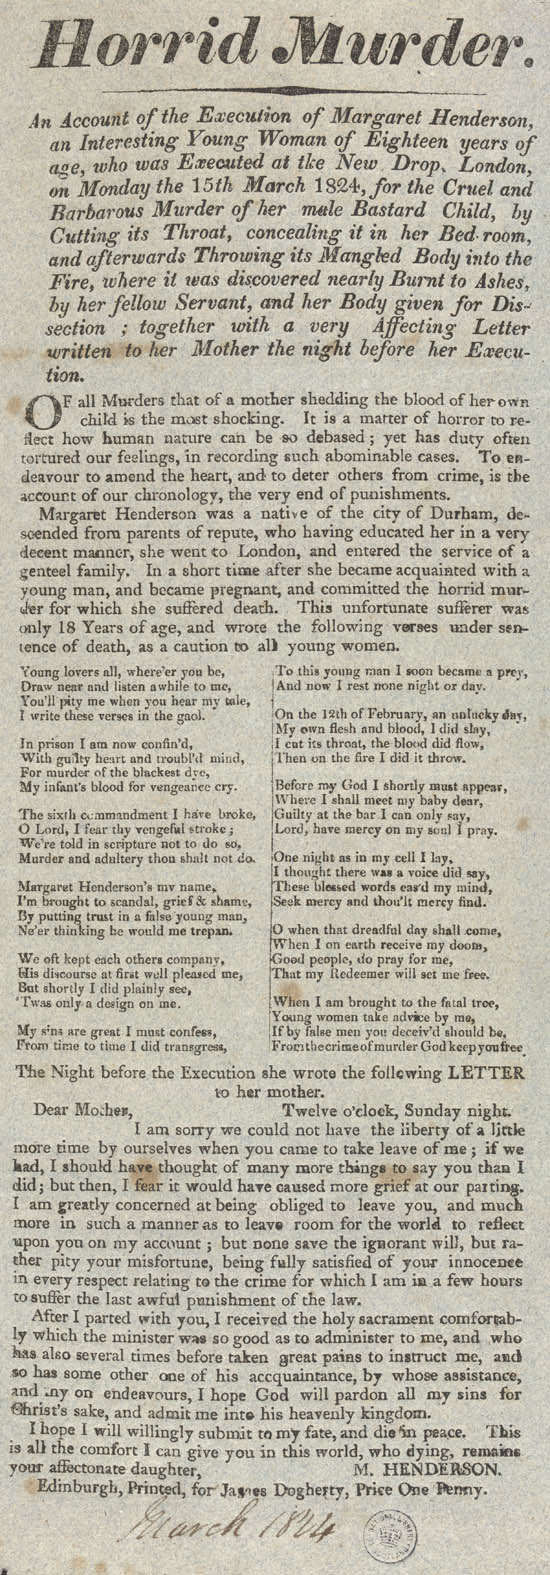 Horrid Murder.
An Account of the Execution of Margaret Henderson,
an Interesting Young Woman of Eighteen years of
age, who was Executed at the New Drop, London,
on Monday the 15th March 1824, for the Cruel and
Barbarous Murder of her male Bastard Child, by
Cutting its Throat, concealing it in her Bed-room,
and afterwards Throwing its Mangled Body into the
Fire, where it was discovered nearly Burnt to Ashes,
by her fellow Servant, and her Body given for Dis-
section ; together with a very Affecting Letter
written to her Mother the night before her Execu-
tion.
OF all Murders that of a mother shedding the blood of her own
child is the most shocking. It is a matter of horror to re-
flect how human nature can be so debased ; yet has duty often
tortured our feelings, in recording such abominable cases. To en-
deavour to amend the heart, and to deter others from crime, is the
account of our chronology, the very end of punishments.
Margaret Henderson was a native of the city of Durham, de-
scended from parents of repute, who having educated her in a very
decent manner, she went to London, and entered the service of a
genteel family. In a short time after she became acquainted with a
young man, and became pregnant, and committed the horrid mur-
der for which she suffered death. This unfortunate sufferer was
only 18 Years of age, and wrote the following verses under sen-
tence of death, as a caution to all young women.
Young lovers all, where'er you be,
Draw near and listen awhile to me,
You'll pity me when you hear my tale,
I write these verses in the gaol.
In prison I am now confin'd,
With guilty heart and troubl'd mind,
For murder of the blackest dye,
My infant's blood for vengeance cry.
The sixth commandment I have broke,
O Lord, I fear thy vengeful stroke ;
We're told in scripture not to do so,
Murder and adultery thou shalt not do.
Margaret Henderson's my name,
I'm brought to scandal, grief & shame,
By putting trust in a false young man,
Ne'er thinking he would me trepan.
We oft kept each others company,
His discourse at first well pleased me,
But shortly I did plainly see,
'Twas only a design on me.
My sins are great I must confess,
From time to time I did transgress,
To this young man I soon became a prey,
And now I rest none night or day.
On the 12th of February, an unlucky day,
My own flesh and blood, I did slay,
I cut its throat, the blood did flow,
Then on the fire I did it throw.
Before my God I shortly must appear,
Where I shall meet my baby dear,
Guilty at the bar I can only say,
Lord, have mercy on my soul I pray.
One night as in my cell I lay,
I thought there was a voice did say,
These blessed words eas'd my mind,
Seek mercy and thou'lt mercy find.
O when that dreadful day shall come,
When I on earth receive my doom,
Good people, do pray for me,
That my Redeemer will set me free.
When I am brought to the fatal tree,
Young women take advice by me,
If by false men you deceiv'd should be,
From the crime of murder God keep you free
The Night before the Execution she wrote the following LETTER
to her mother.
Dear Mother, Twelve o'clock, Sunday night.
I am sorry we could not have the liberty of a little
more time by ourselves when you came to take leave of me ; if we
had, I should have thought of many more things to say you than I
did; but then, I fear it would have caused more grief at our parting.
I am greatly concerned at being obliged to leave you, and much
more in such a manner as to leave room for the world to reflect
upon you on my account ; but none save the ignorant will, but ra-
ther pity your misfortune, being fully satisfied of your innocence
in every respect relating to the crime for which I am in a few hours
to suffer the last awful punishment of the law.
After I parted with you, I received the holy sacrament comfortab-
ly which the minister was so good as to administer to me, and who
has also several times before taken great pains to instruct me, and
so has some other one of his accquaintance, by whose assistance,
and my on endeavours, I hope God will pardon all my sins for
Christ's sake, and admit me into his heavenly kingdom.
I hope I will willingly submit to my fate, and die in peace. This
is all the comfort I can give you in this world, who dying, remains
your affectonate daughter, M. HENDERSON.
Edinburgh, Printed, for James Dogherty, Price One Penny.
March 1824